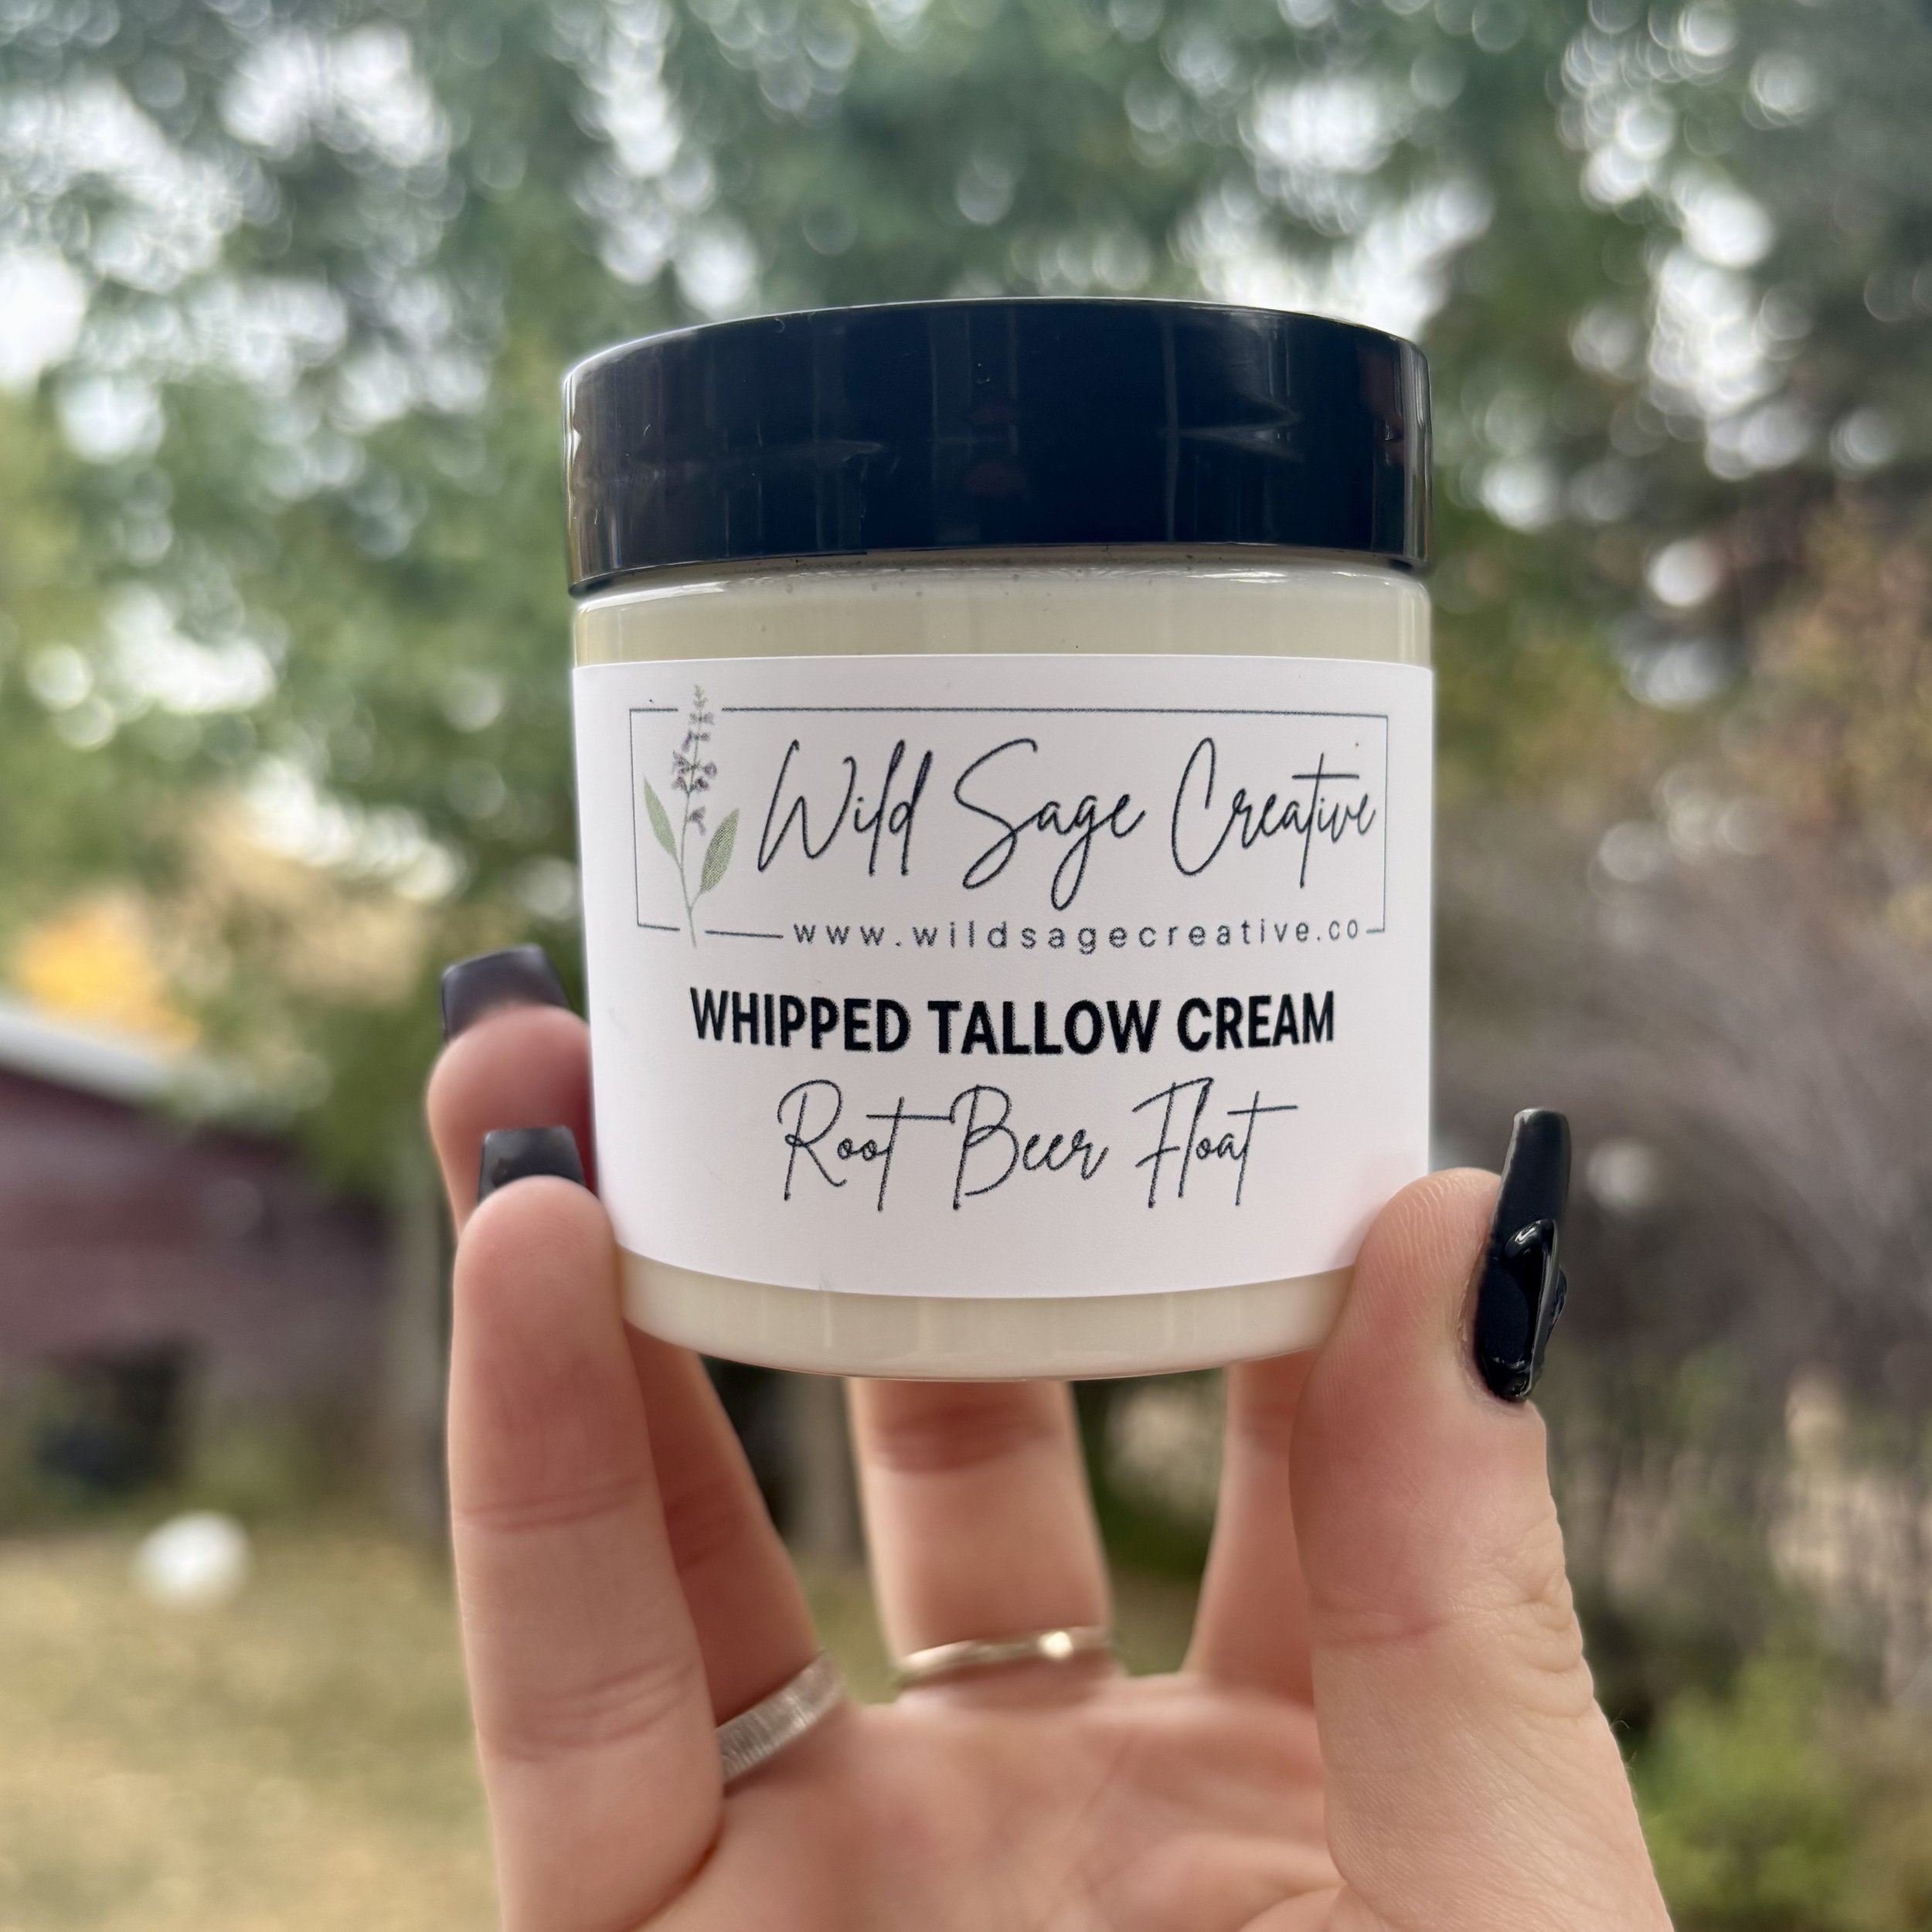 Wild Sage Creative
www.wildsagecreative.co
WHIPPED TALLOW CREAM
Root Beer Float